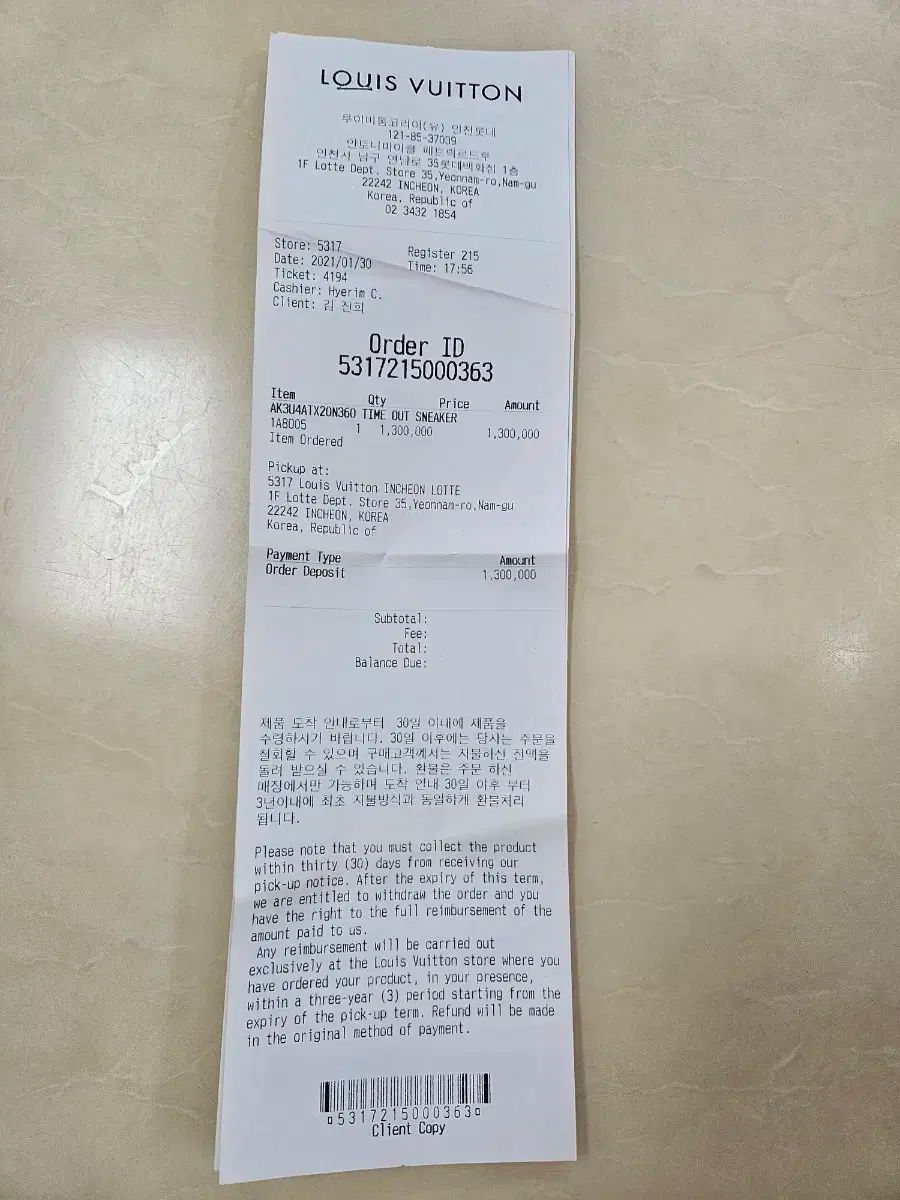 LOUIS VUITTON
루이비통코리아(유) 인천롯데
121-85-37039
안토니마이클 패트릭르드루
인천시 남구 연남로 35롯데백화점 1층
1F Lotte Dept. Store 35,Yeonnam-ro,Nam-gu
22242 INCHEON, KOREA
Korea, Republic of
02 3432 1854
Store: 5317 Register 215
Date: 2021/01/30 Time: 17:56
Ticket: 4194
Cashier: Hyerim C.
Client: 김 진희
Order ID
5317215000363
Item Qty Price Amount
AK3U4ATX20N360 TIME OUT SNEAKER
1A8005 1 1,300,000 1,300,000
Item Ordered
Pickup at:
5317 Louis Vuitton INCHEON LOTTE
1F Lotte Dept. Store 35,Yeonnam-ro,Nam-gu
22242 INCHEON, KOREA
Korea, Republic of
Payment Type Amount
Order Deposit 1,300,000
Subtotal:
Fee:
Total:
Balance Due:
제품 도착 안내로부터 30일 이내에 제품을
수령하시기 바랍니다. 30일 이후에는 당사는 주문을
철회할 수 있으며 구매고객께서는 지불하신 전액을
돌려 받으실 수 있습니다. 환불은 주문 하신
매장에서만 가능하며 도착 안내 30일 이후 부터
3년이내에 최초 지불방식과 동일하게 환불처리
됩니다.
Please note that you must collect the product
within thirty (30) days from receiving our
pick-up notice. After the expiry of this term,
we are entitled to withdraw the order and you
have the right to the full reimbursement of the
amount paid to us.
Any reimbursement will be carried out
exclusively at the Louis Vuitton store where you
have ordered your product, in your presence,
within a three-year (3) period starting from the
expiry of the pick-up term. Refund will be made
in the original method of payment.
5317215000363
Client Copy